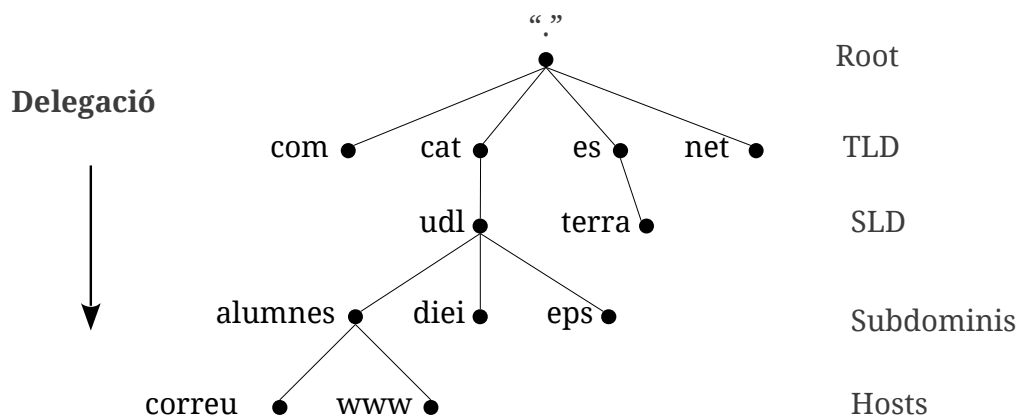 “.”
Root
Delegació
com cat es net TLD
udl terra SLD
alumnes diei eps Subdominis
correu www Hosts